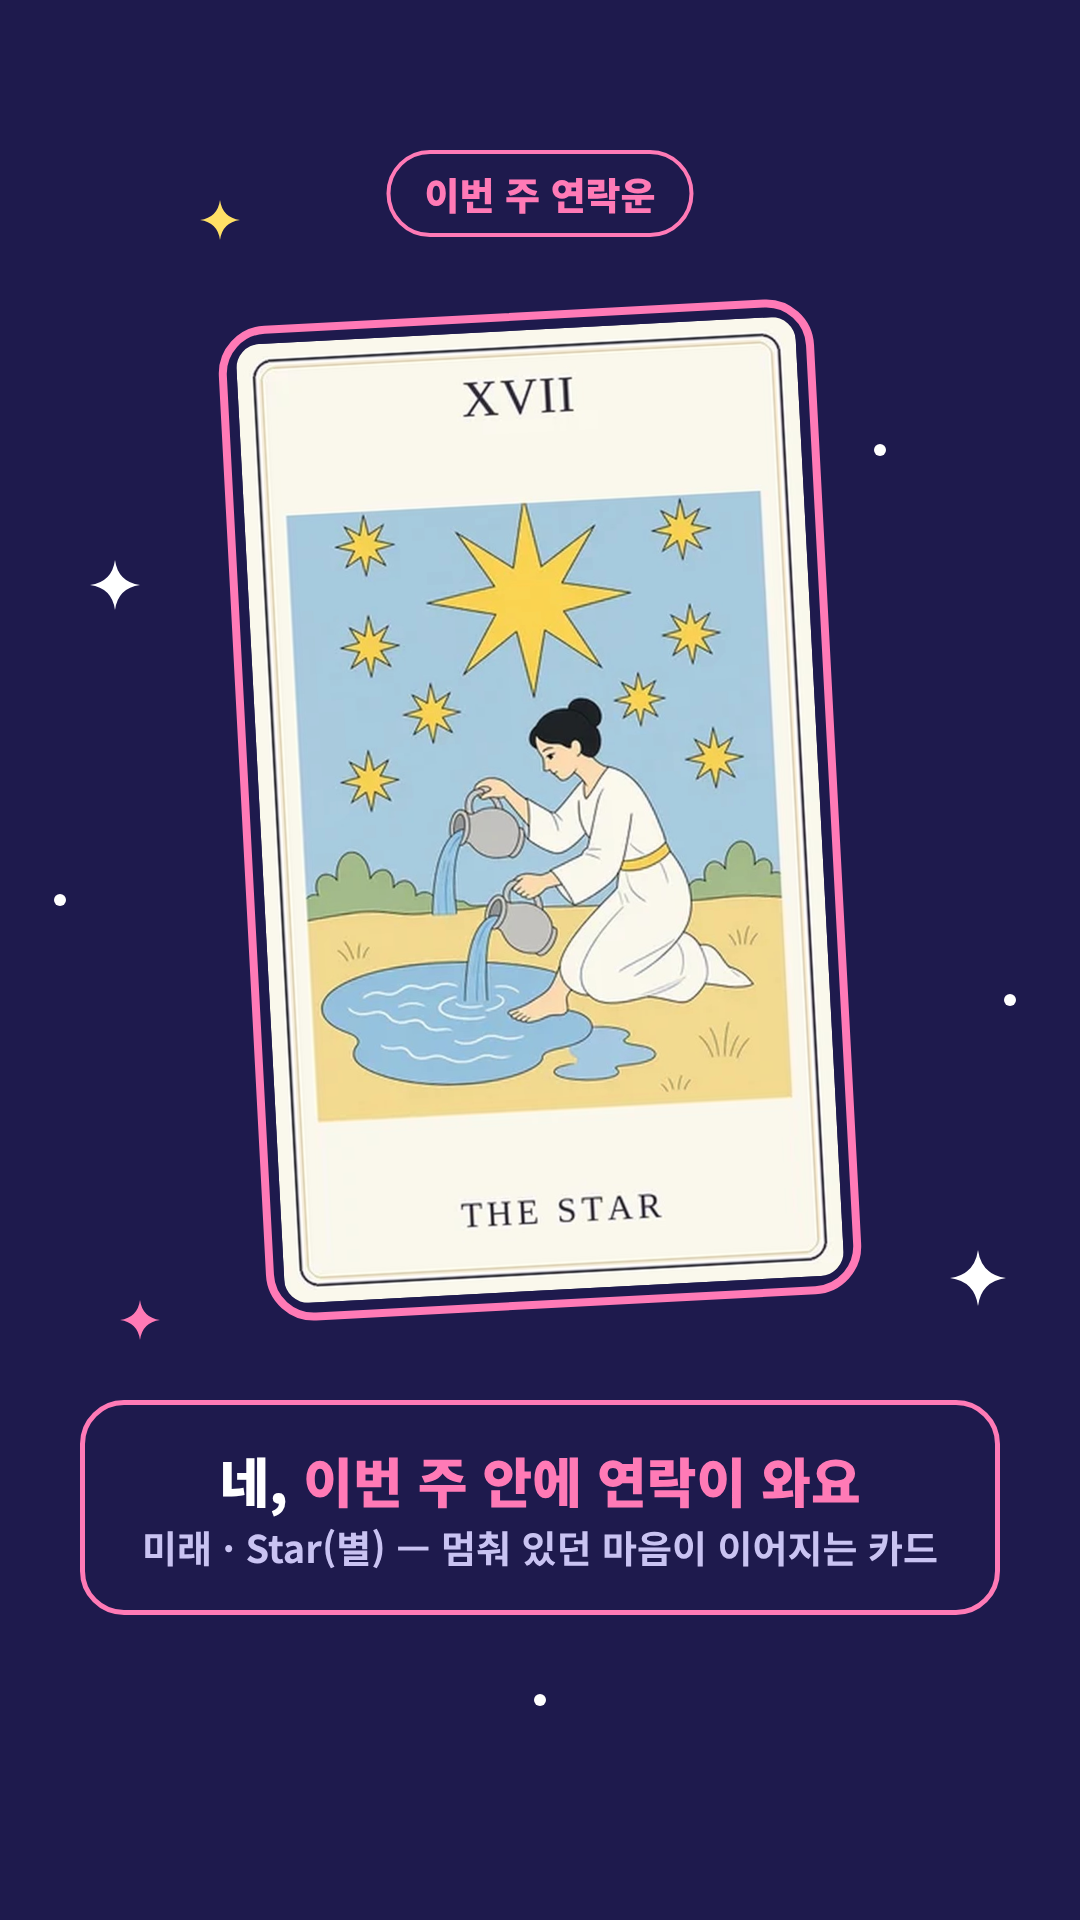 이번 주 연락운
XVII
THE STAR
네, 이번 주 안에 연락이 와요
미래 · Star(별) — 멈춰 있던 마음이 이어지는 카드